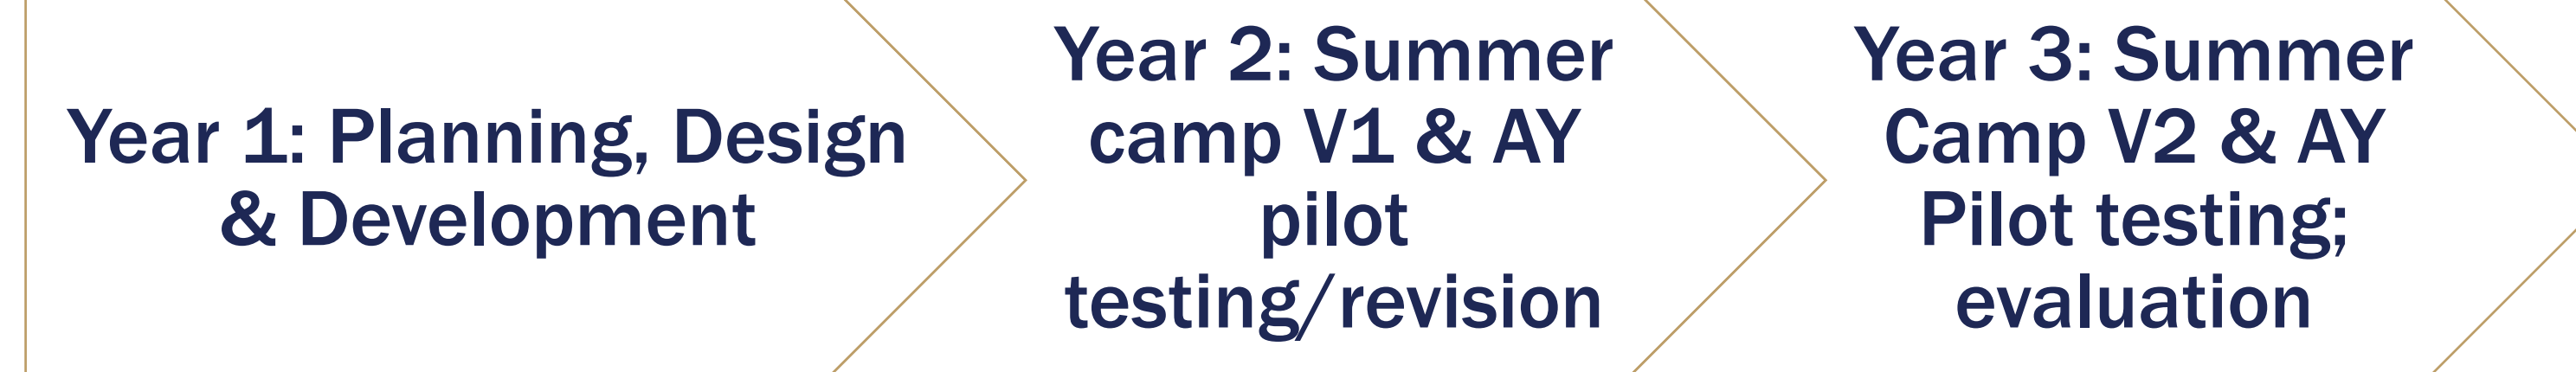 Year 1: Planning, Design
& Development
Year 2: Summer
camp V1 & AY
pilot
testing/revision
Year 3: Summer
Camp V2 & AY
Pilot testing;
evaluation